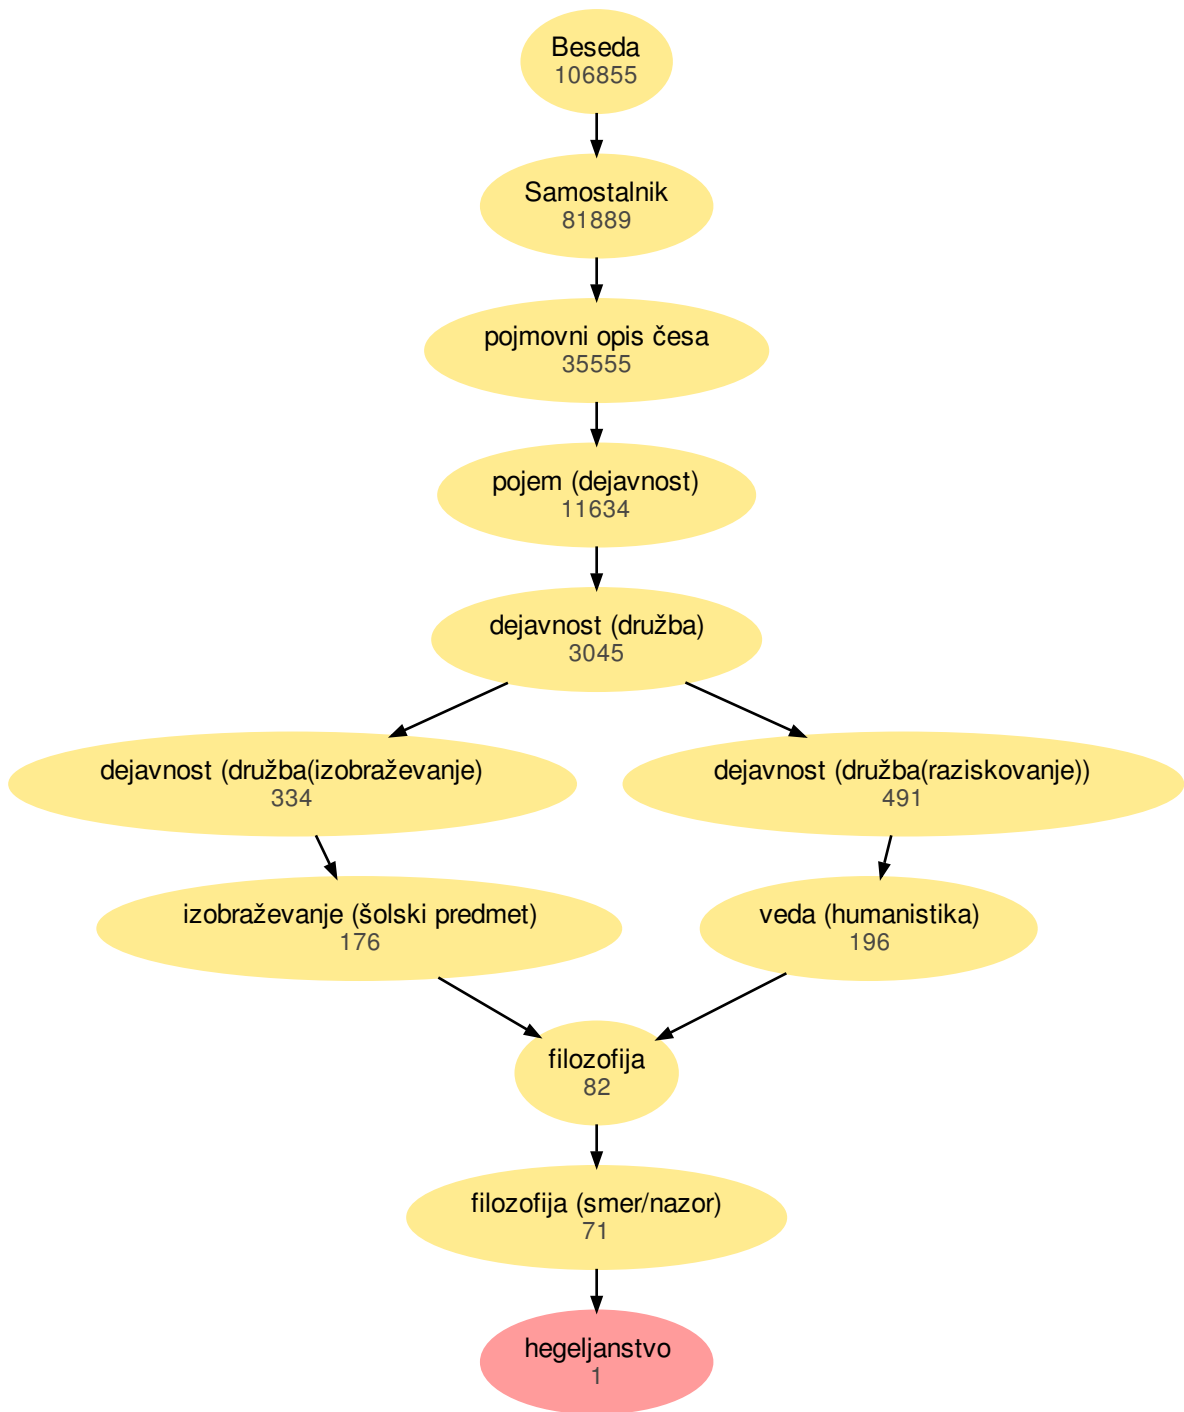 Beseda
106855
Samostalnik
81889
pojmovni opis česa
35555
pojem (dejavnost)
11634
dejavnost (družba)
3045
dejavnost (družba(izobraževanje)
334
dejavnost (družba(raziskovanje))
491
izobraževanje (šolski predmet)
176
veda (humanistika)
196
filozofija
82
filozofija (smer/nazor)
71
hegeljanstvo
1